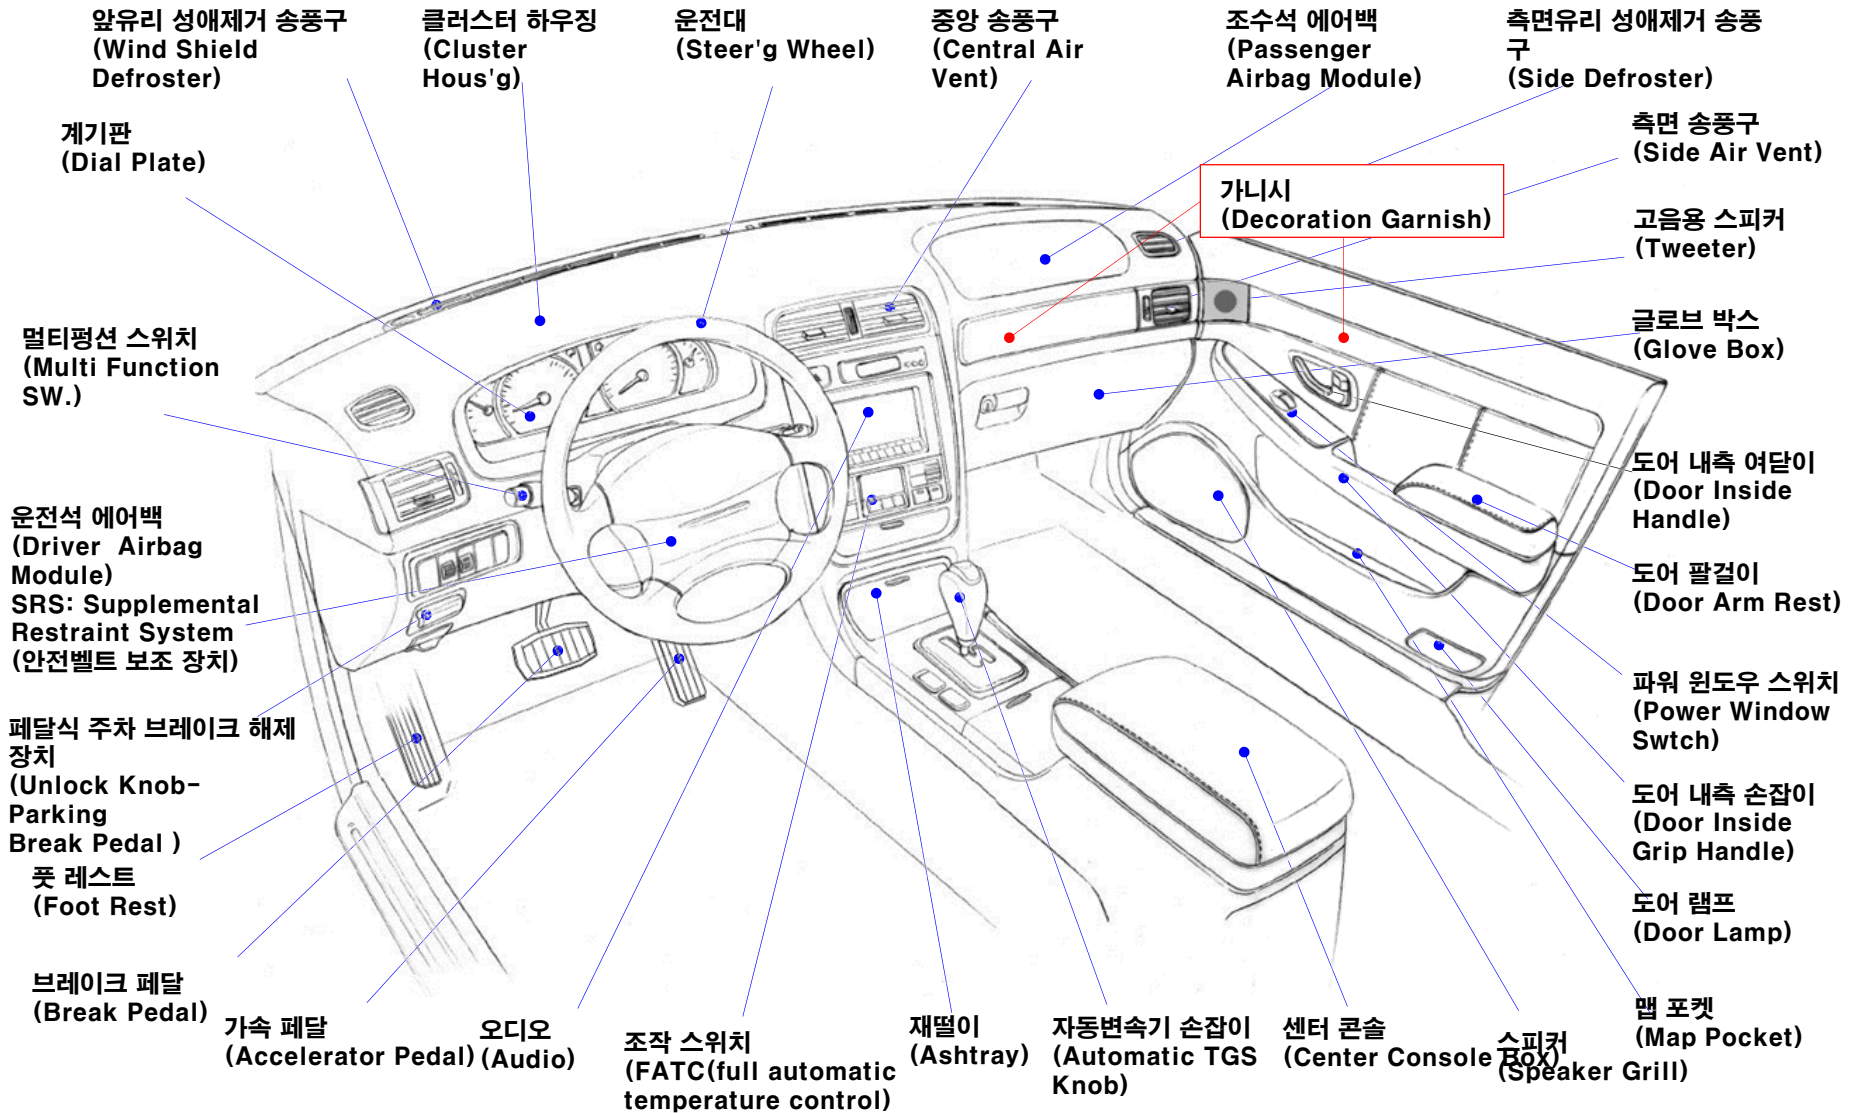 앞유리 성애제거 송풍구
(Wind Shield
Defroster)
클러스터 하우징
(Cluster
Hous'g)
운전대
(Steer'g Wheel)
중앙 송풍구
(Central Air
Vent)
조수석 에어백
(Passenger
Airbag Module)
측면유리 성애제거 송풍
구
(Side Defroster)
계기판
(Dial Plate)
측면 송풍구
(Side Air Vent)
가니시
(Decoration Garnish)
고음용 스피커
(Tweeter)
멀티펑션 스위치
(Multi Function
SW.)
글로브 박스
(Glove Box)
도어 내측 여닫이
(Door Inside
Handle)
운전석 에어백
(Driver  Airbag
Module)
SRS: Supplemental
Restraint System
(안전벨트 보조 장치)
도어 팔걸이
(Door Arm Rest)
파워 윈도우 스위치
(Power Window
Swtch)
페달식 주차 브레이크 해제
장치
(Unlock Knob-
Parking
Break Pedal )
도어 내측 손잡이
(Door Inside
Grip Handle)
풋 레스트
(Foot Rest)
도어 램프
(Door Lamp)
브레이크 페달
(Break Pedal)
가속 페달
(Accelerator Pedal)
오디오
(Audio)
조작 스위치
(FATC(full automatic
temperature control)
재떨이
(Ashtray)
자동변속기 손잡이
(Automatic TGS
Knob)
센터 콘솔
(Center Console Box)
스피커
(Speaker Grill)
맵 포켓
(Map Pocket)